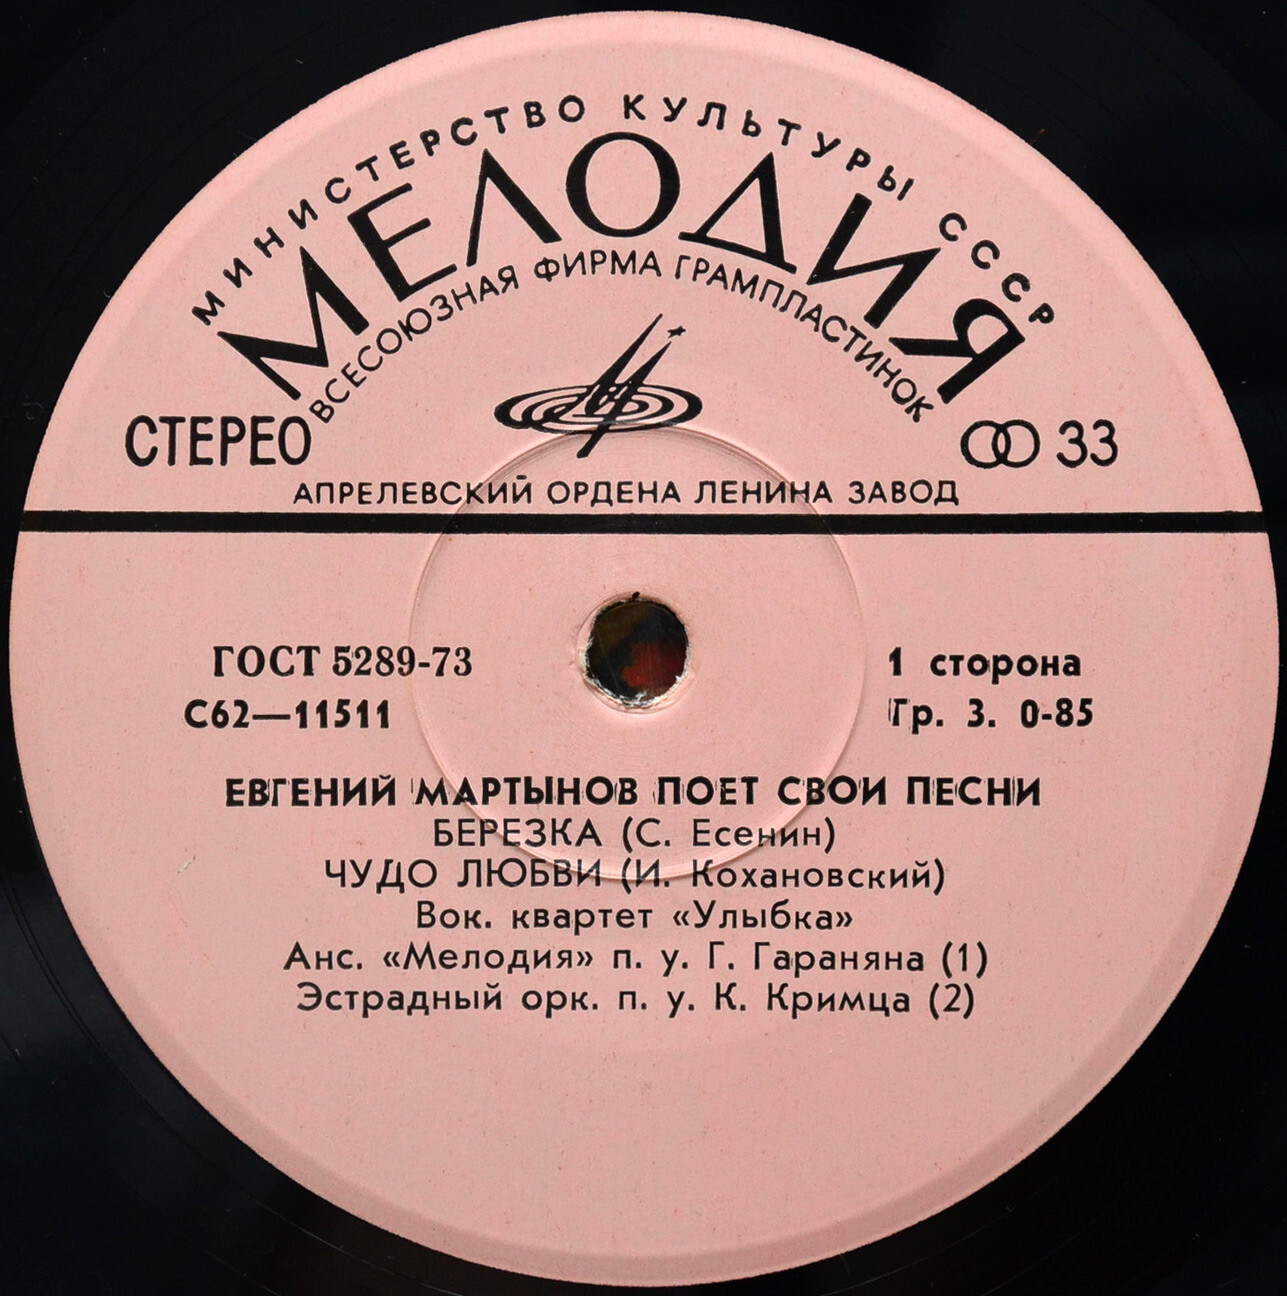 МИНИСТЕРСТВО КУЛЬТУРЫ СССР
МЕЛОДИЯ
ВСЕСОЮЗНАЯ ФИРМА ГРАМПЛАСТИНОК
СТЕРЕО 33
АПРЕЛЕВСКИЙ ОРДЕНА ЛЕНИНА ЗАВОД
ГОСТ 5289-73 1 сторона
С62—11511 Гр. 3. 0-85
ЕВГЕНИЙ МАРТЫНОВ ПОЕТ СВОИ ПЕСНИ
БЕРЕЗКА (С. Есенин)
ЧУДО ЛЮБВИ (И. Кохановский)
Вок. квартет «Улыбка»
Анс. «Мелодия» п. у. Г. Гараняна (1)
Эстрадный орк. п. у. К. Кримца (2)